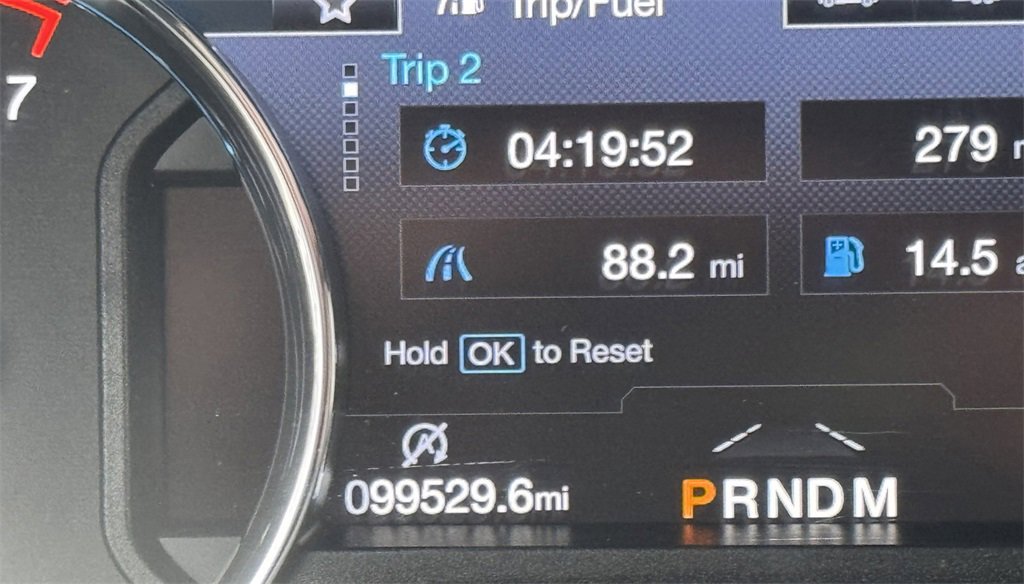 Trip/Fuel
7
Trip 2
04:19:52
279
88.2 mi
14.5
Hold OK to Reset
099529.6mi
PRNDM